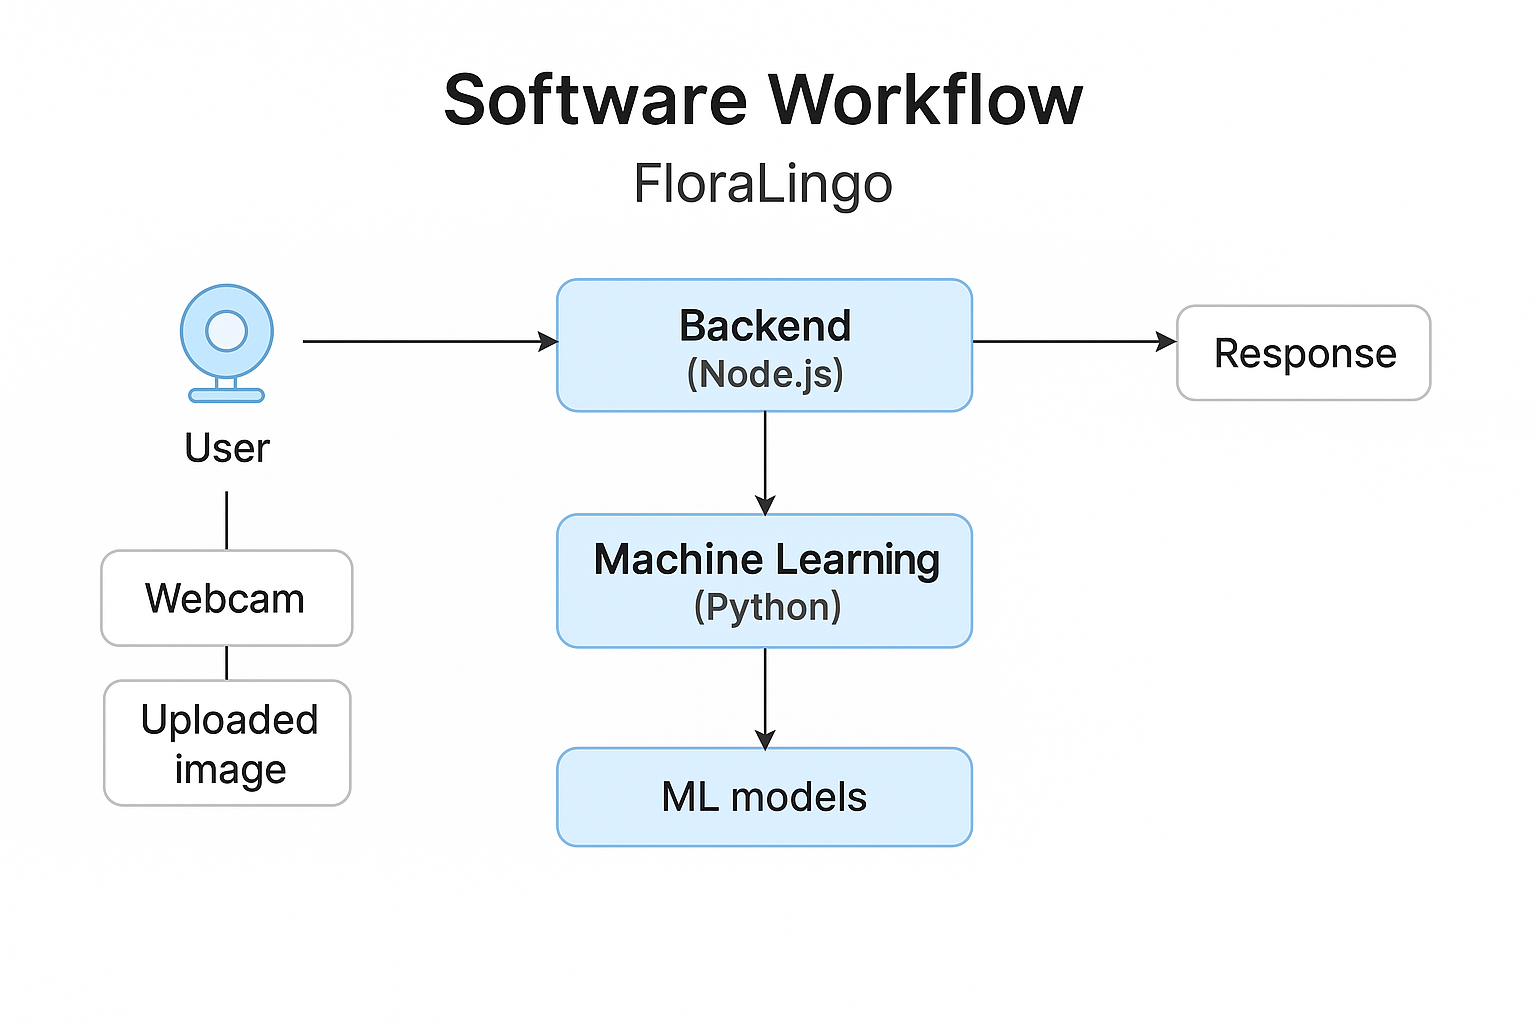 Software Workflow
FloraLingo
User
Webcam
Uploaded
image
Backend
(Node.js)
Machine Learning
(Python)
ML models
Response